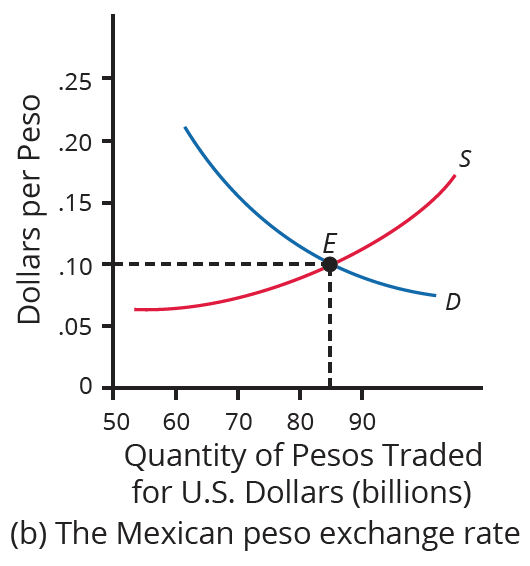 Dollars per Peso
.25
.20
.15
.10
.05
0
S
E
D
50 60 70 80 90
Quantity of Pesos Traded
for U.S. Dollars (billions)
(b) The Mexican peso exchange rate